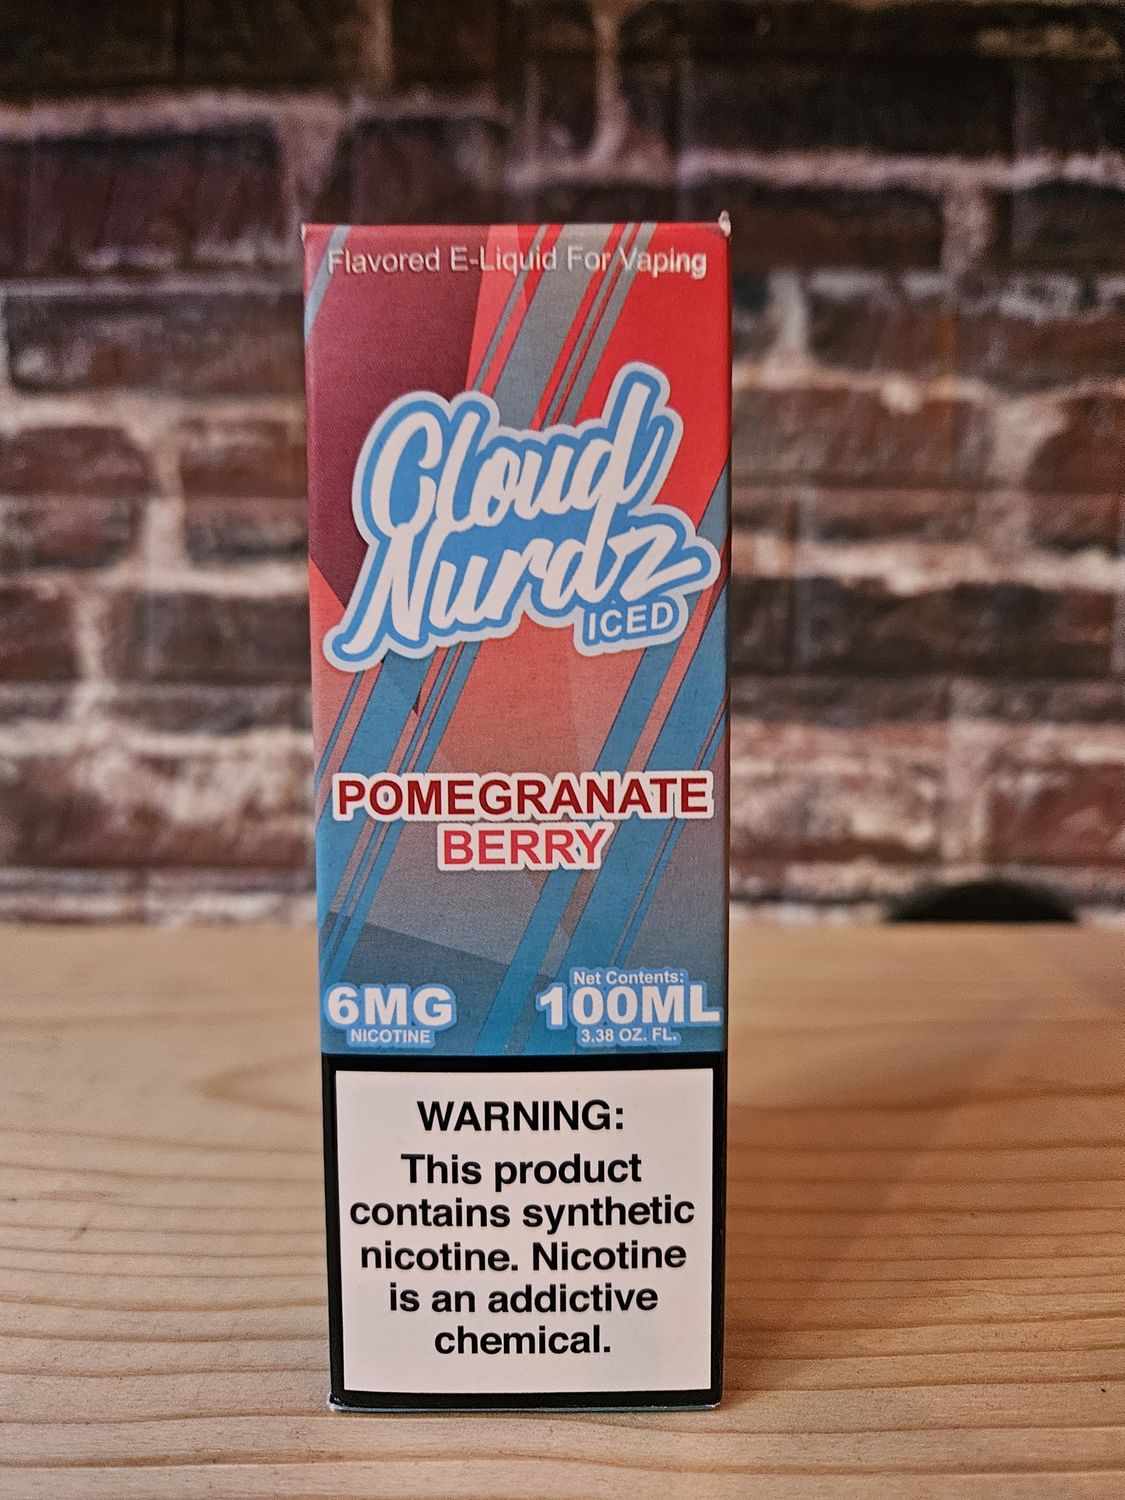 Flavored E-Liquid For Vaping
Cloud
Nurdz
ICED
POMEGRANATE
BERRY
6MG
NICOTINE
Net Contents:
100ML
3.38 OZ. FL.
WARNING:
This product
contains synthetic
nicotine. Nicotine
is an addictive
chemical.